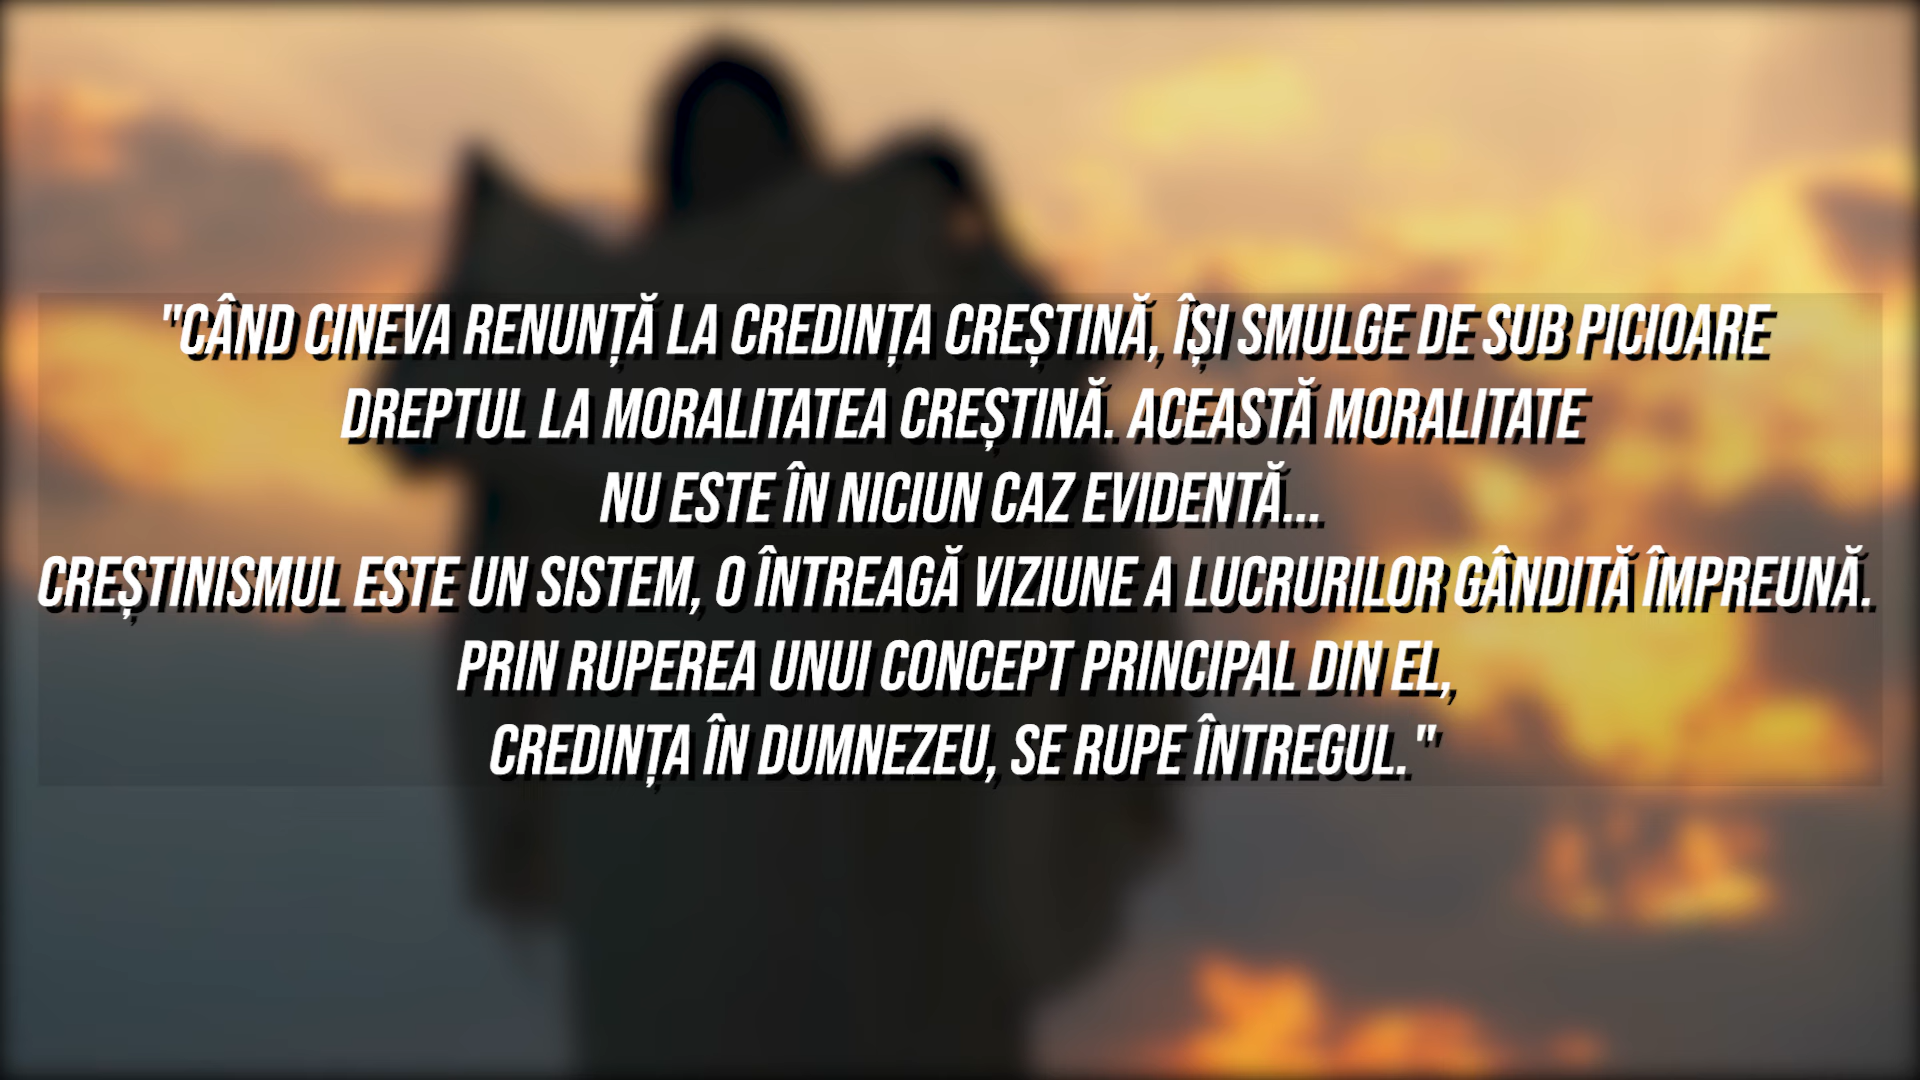 "CÂND CINEVA RENUNȚĂ LA CREDINȚA CREȘTINĂ, ÎȘI SMULGE DE SUB PICIOARE
DREPTUL LA MORALITATEA CREȘTINĂ. ACEASTĂ MORALITATE
NU ESTE ÎN NICIUN CAZ EVIDENTĂ...
CREȘTINISMUL ESTE UN SISTEM, O ÎNTREAGĂ VIZIUNE A LUCRURILOR GÂNDITĂ ÎMPREUNĂ.
PRIN RUPEREA UNUI CONCEPT PRINCIPAL DIN EL,
CREDINȚA ÎN DUMNEZEU, SE RUPE ÎNTREGUL."